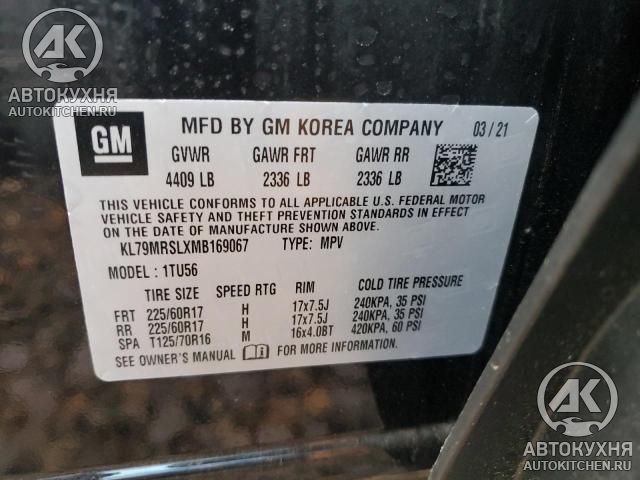 AK
АВТОКУХНЯ
AUTOKITCHEN.RU
GM
MFD BY GM KOREA COMPANY 03 / 21
GVWR GAWR FRT GAWR RR
4409 LB 2336 LB 2336 LB
THIS VEHICLE CONFORMS TO ALL APPLICABLE U.S. FEDERAL MOTOR
VEHICLE SAFETY AND THEFT PREVENTION STANDARDS IN EFFECT
ON THE DATE OF MANUFACTURE SHOWN ABOVE.
KL79MRSLXMB169067 TYPE: MPV
MODEL : 1TU56
TIRE SIZE SPEED RTG RIM COLD TIRE PRESSURE
FRT 225/60R17 H 17x7.5J 240KPA, 35 PSI
RR 225/60R17 H 17x7.5J 240KPA, 35 PSI
SPA T125/70R16 M 16x4.0BT 420KPA, 60 PSI
SEE OWNER'S MANUAL i FOR MORE INFORMATION.
AK
АВТОКУХНЯ
AUTOKITCHEN.RU